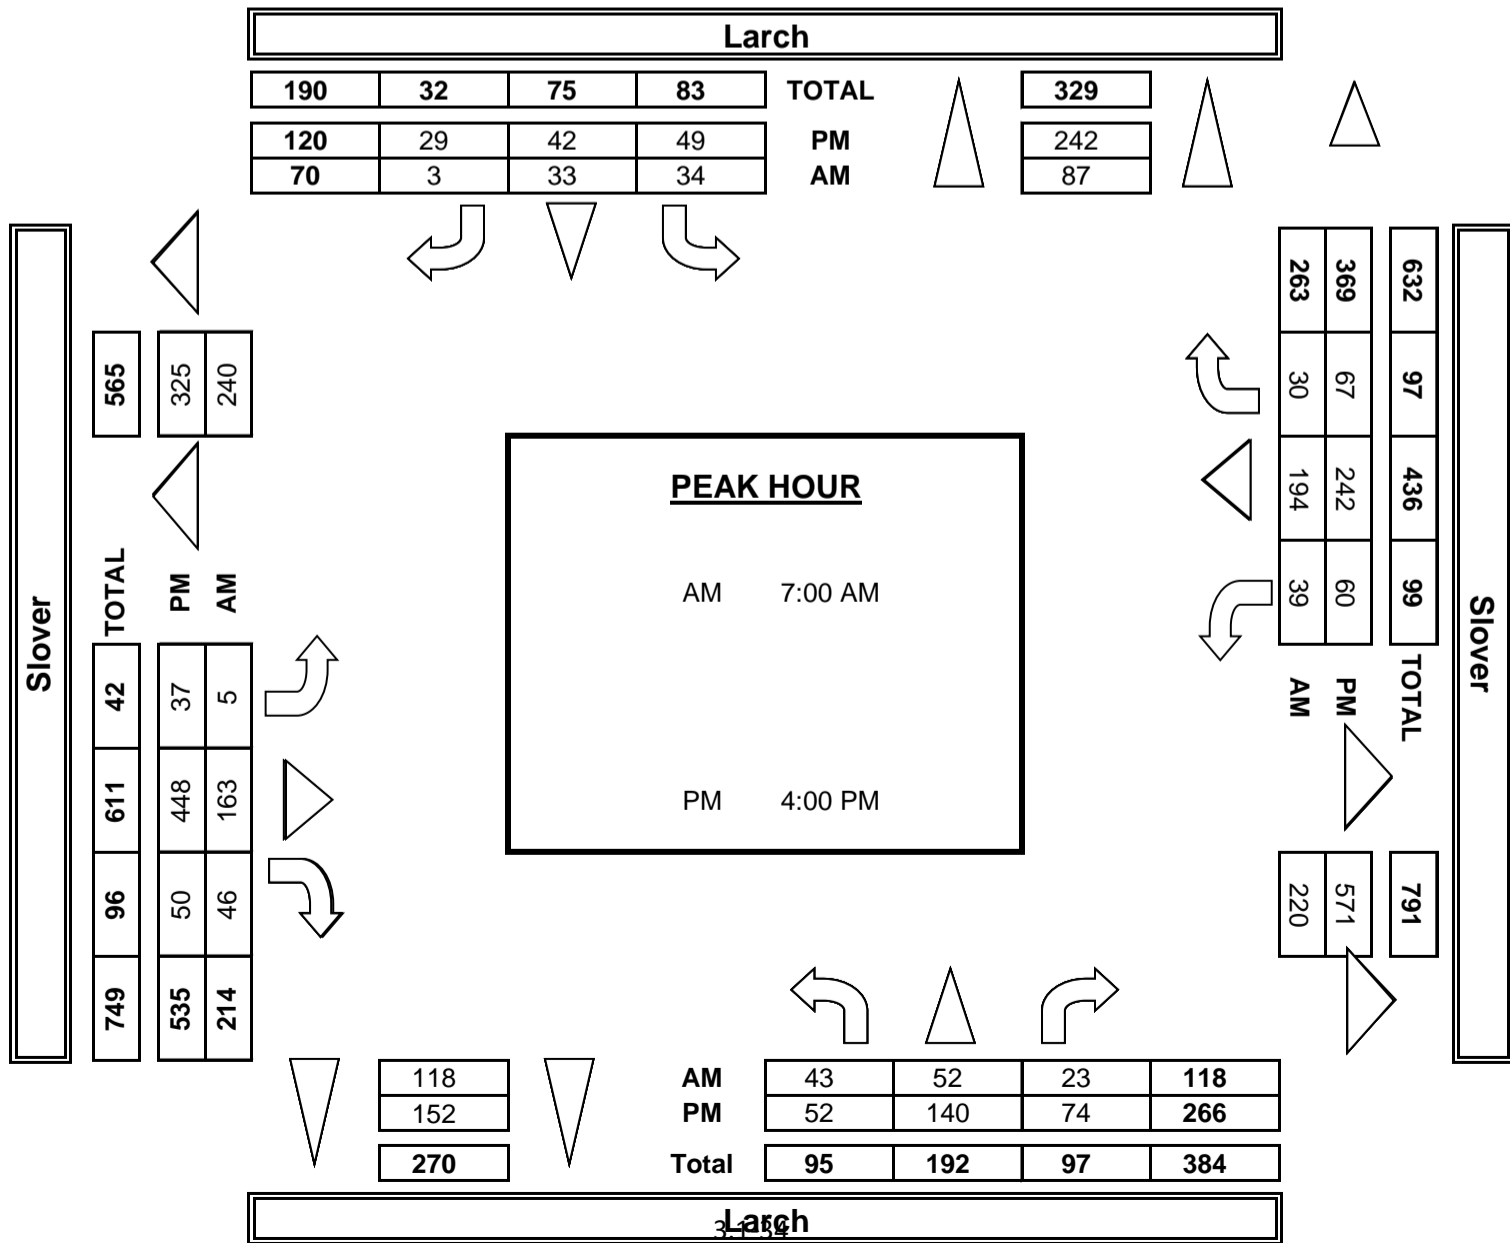 Larch
190 32 75 83 TOTAL 329
120 29 42 49 PM 242
70 3 33 34 AM 87
Slover
565
325
240
TOTAL
PM
AM
42 611 96 749
37 448 50 535
5 163 46 214
PEAK HOUR
AM 7:00 AM
PM 4:00 PM
632 97 436 99 TOTAL 791
369 67 242 60 PM 571
263 30 194 39 AM 220
Slover
118 AM 43 52 23 118
152 PM 52 140 74 266
270 Total 95 192 97 384
Larch
3.1-34